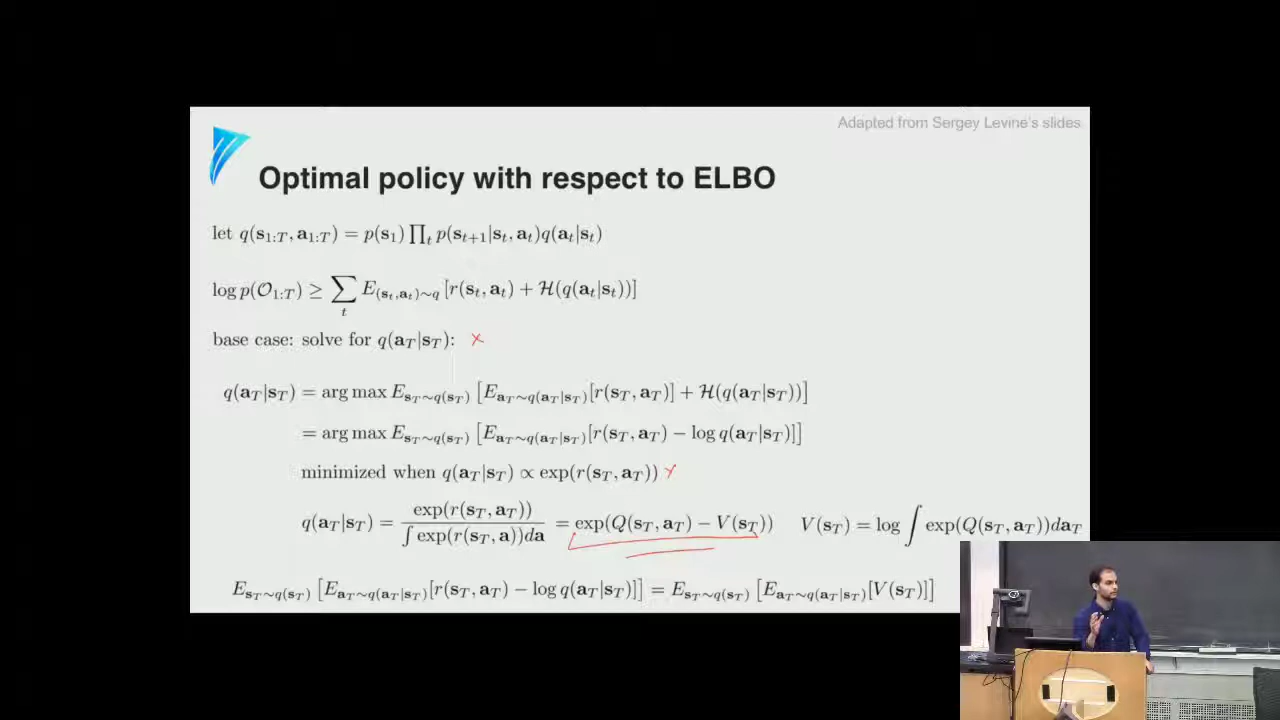 Adapted from Sergey Levine's slides
Optimal policy with respect to ELBO
let q(s_{1:T}, a_{1:T}) = p(s_1) ∏_t p(s_{t+1}|s_t, a_t)q(a_t|s_t)
log p(O_{1:T}) ≥ ∑_t E_{(s_t,a_t)∼q} [r(s_t, a_t) + H(q(a_t|s_t))]
base case: solve for q(a_T|s_T):
q(a_T|s_T) = arg max E_{s_T∼q(s_T)} [E_{a_T∼q(a_T|s_T)}[r(s_T, a_T)] + H(q(a_T|s_T))]
= arg max E_{s_T∼q(s_T)} [E_{a_T∼q(a_T|s_T)}[r(s_T, a_T) − log q(a_T|s_T)]]
minimized when q(a_T|s_T) ∝ exp(r(s_T, a_T))
q(a_T|s_T) = exp(r(s_T, a_T)) / ∫ exp(r(s_T, a))da = exp(Q(s_T, a_T) − V(s_T)) V(s_T) = log ∫ exp(Q(s_T, a_T))da_T
E_{s_T∼q(s_T)} [E_{a_T∼q(a_T|s_T)}[r(s_T, a_T) − log q(a_T|s_T)]] = E_{s_T∼q(s_T)} [E_{a_T∼q(a_T|s_T)}[V(s_T)]]